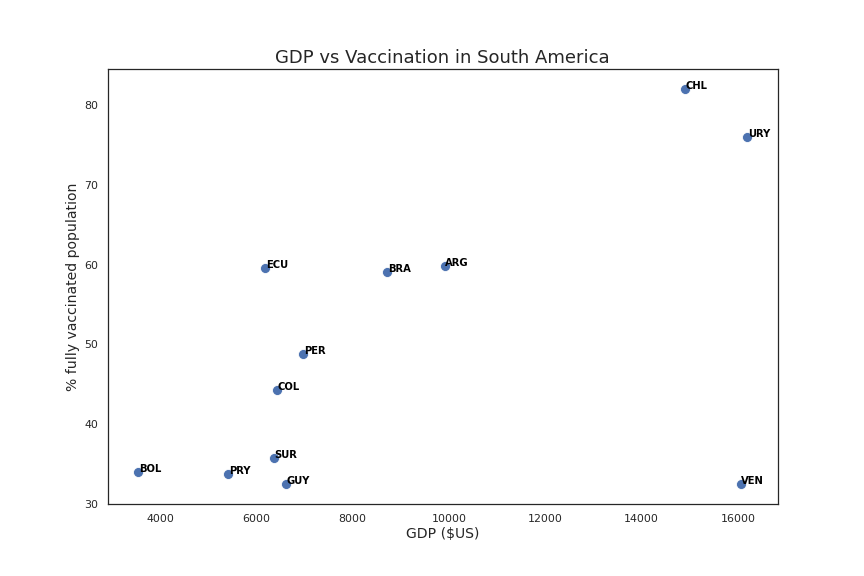 GDP vs Vaccination in South America
% fully vaccinated population
80
70
60
50
40
30
CHL
URY
ECU
BRA
ARG
PER
COL
SUR
BOL
PRY
GUY
VEN
4000 6000 8000 10000 12000 14000 16000
GDP ($US)